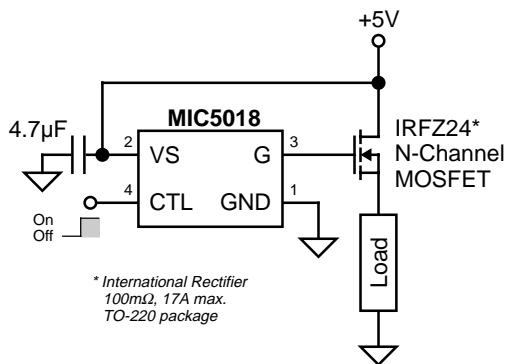 +5V
MIC5018
4.7µF
2
VS
G
3
IRFZ24*
N-Channel
MOSFET
4
CTL
GND
1
On
Off
Load
* International Rectifier
100mΩ, 17A max.
TO-220 package